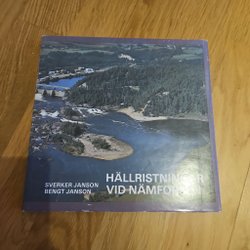 HÄLLRISTNINGAR
VID NÄMFORSEN
SVERKER JANSON
BENGT JANSON